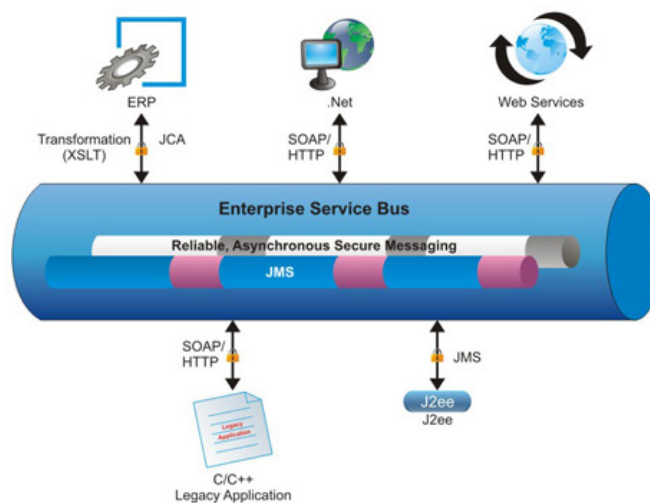 ERP
.Net
Web Services
Transformation
(XSLT)
JCA
SOAP/
HTTP
SOAP/
HTTP
Enterprise Service Bus
Reliable, Asynchronous Secure Messaging
JMS
SOAP/
HTTP
JMS
Legacy
Application
J2ee
J2ee
C/C++
Legacy Application